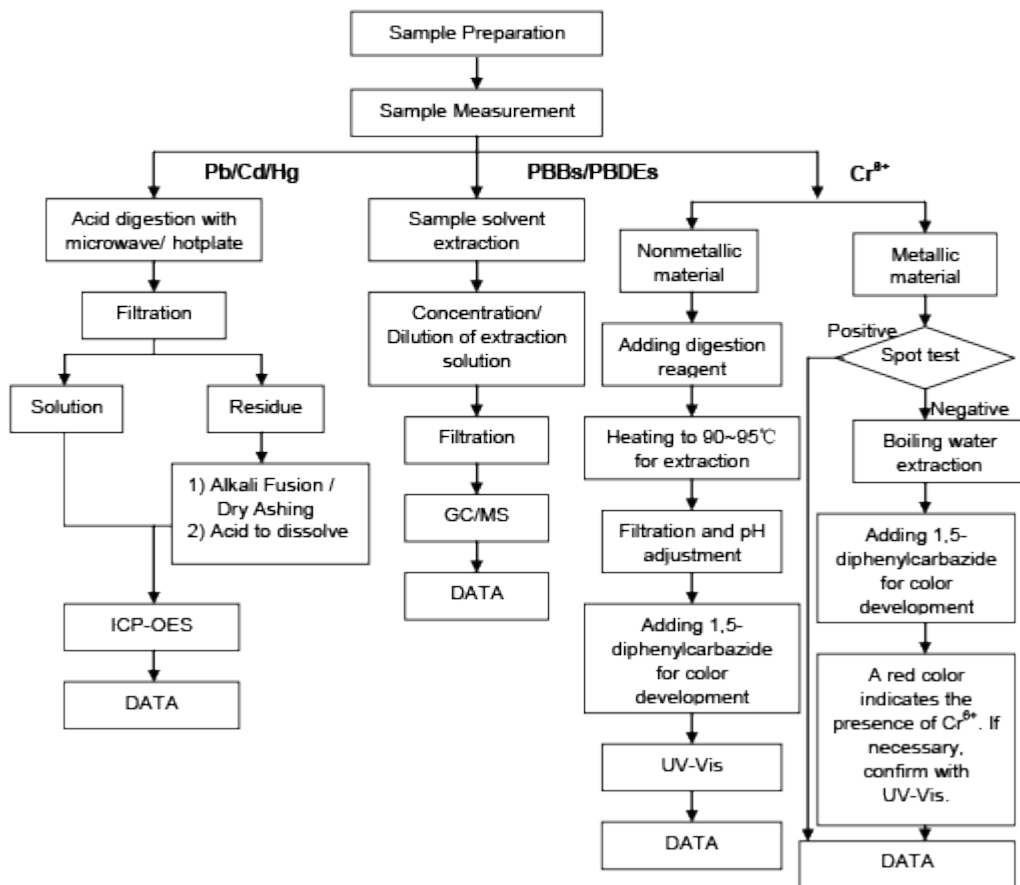 Sample Preparation
Sample Measurement
Pb/Cd/Hg
PBBs/PBDEs
Cr⁶⁺
Acid digestion with
microwave/ hotplate
Filtration
Solution
Residue
1) Alkali Fusion /
Dry Ashing
2) Acid to dissolve
ICP-OES
DATA
Sample solvent
extraction
Concentration/
Dilution of extraction
solution
Filtration
GC/MS
DATA
Nonmetallic
material
Adding digestion
reagent
Heating to 90~95℃
for extraction
Filtration and pH
adjustment
Adding 1,5-
diphenylcarbazide
for color
development
UV-Vis
DATA
Metallic
material
Positive
Spot test
Negative
Boiling water
extraction
Adding 1,5-
diphenylcarbazide
for color
development
A red color
indicates the
presence of Cr⁶⁺. If
necessary,
confirm with
UV-Vis.
DATA